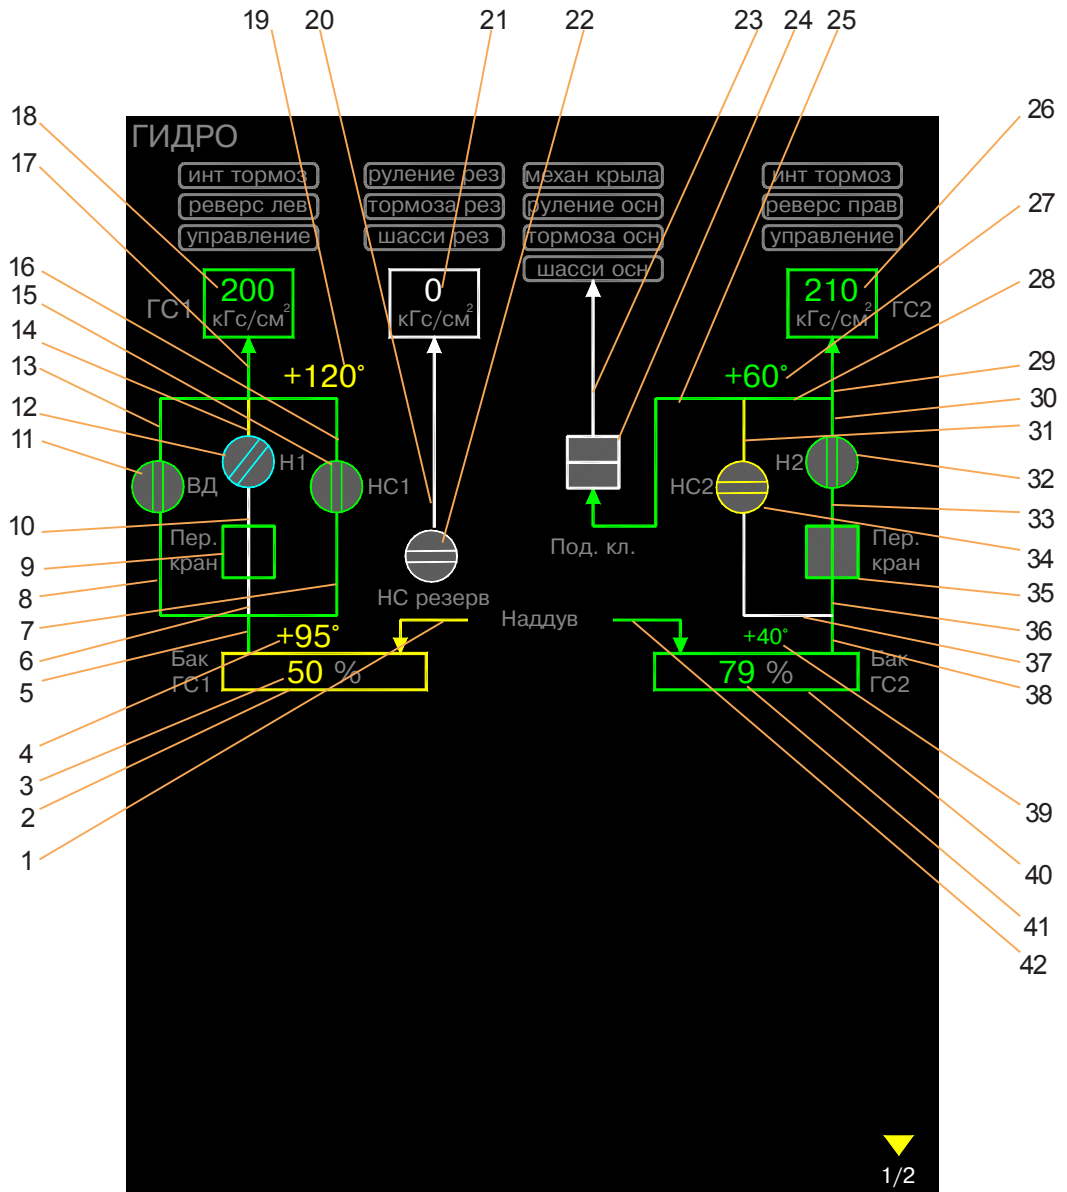 19 20 21 22 23 24 25
18
26
17
27
16
28
15
14
29
13
30
12
31
11
32
10
33
9
34
8
35
7
36
6
37
5
38
4
3
39
2
1
40
41
42
ГИДРО
инт тормоз
реверс лев
управление
руление рез
тормоза рез
шасси рез
механ крыла
руление осн
тормоза осн
шасси осн
инт тормоз
реверс прав
управление
ГС1
200
кГс/см²
0
кГс/см²
210
кГс/см²
ГС2
+120°
+60°
ВД
Н1
НС1
НС2
Н2
Пер.
кран
НС резерв
Под. кл.
Пер.
кран
Наддув
+95°
+40°
Бак
ГС1
50 %
79 %
Бак
ГС2
1/2